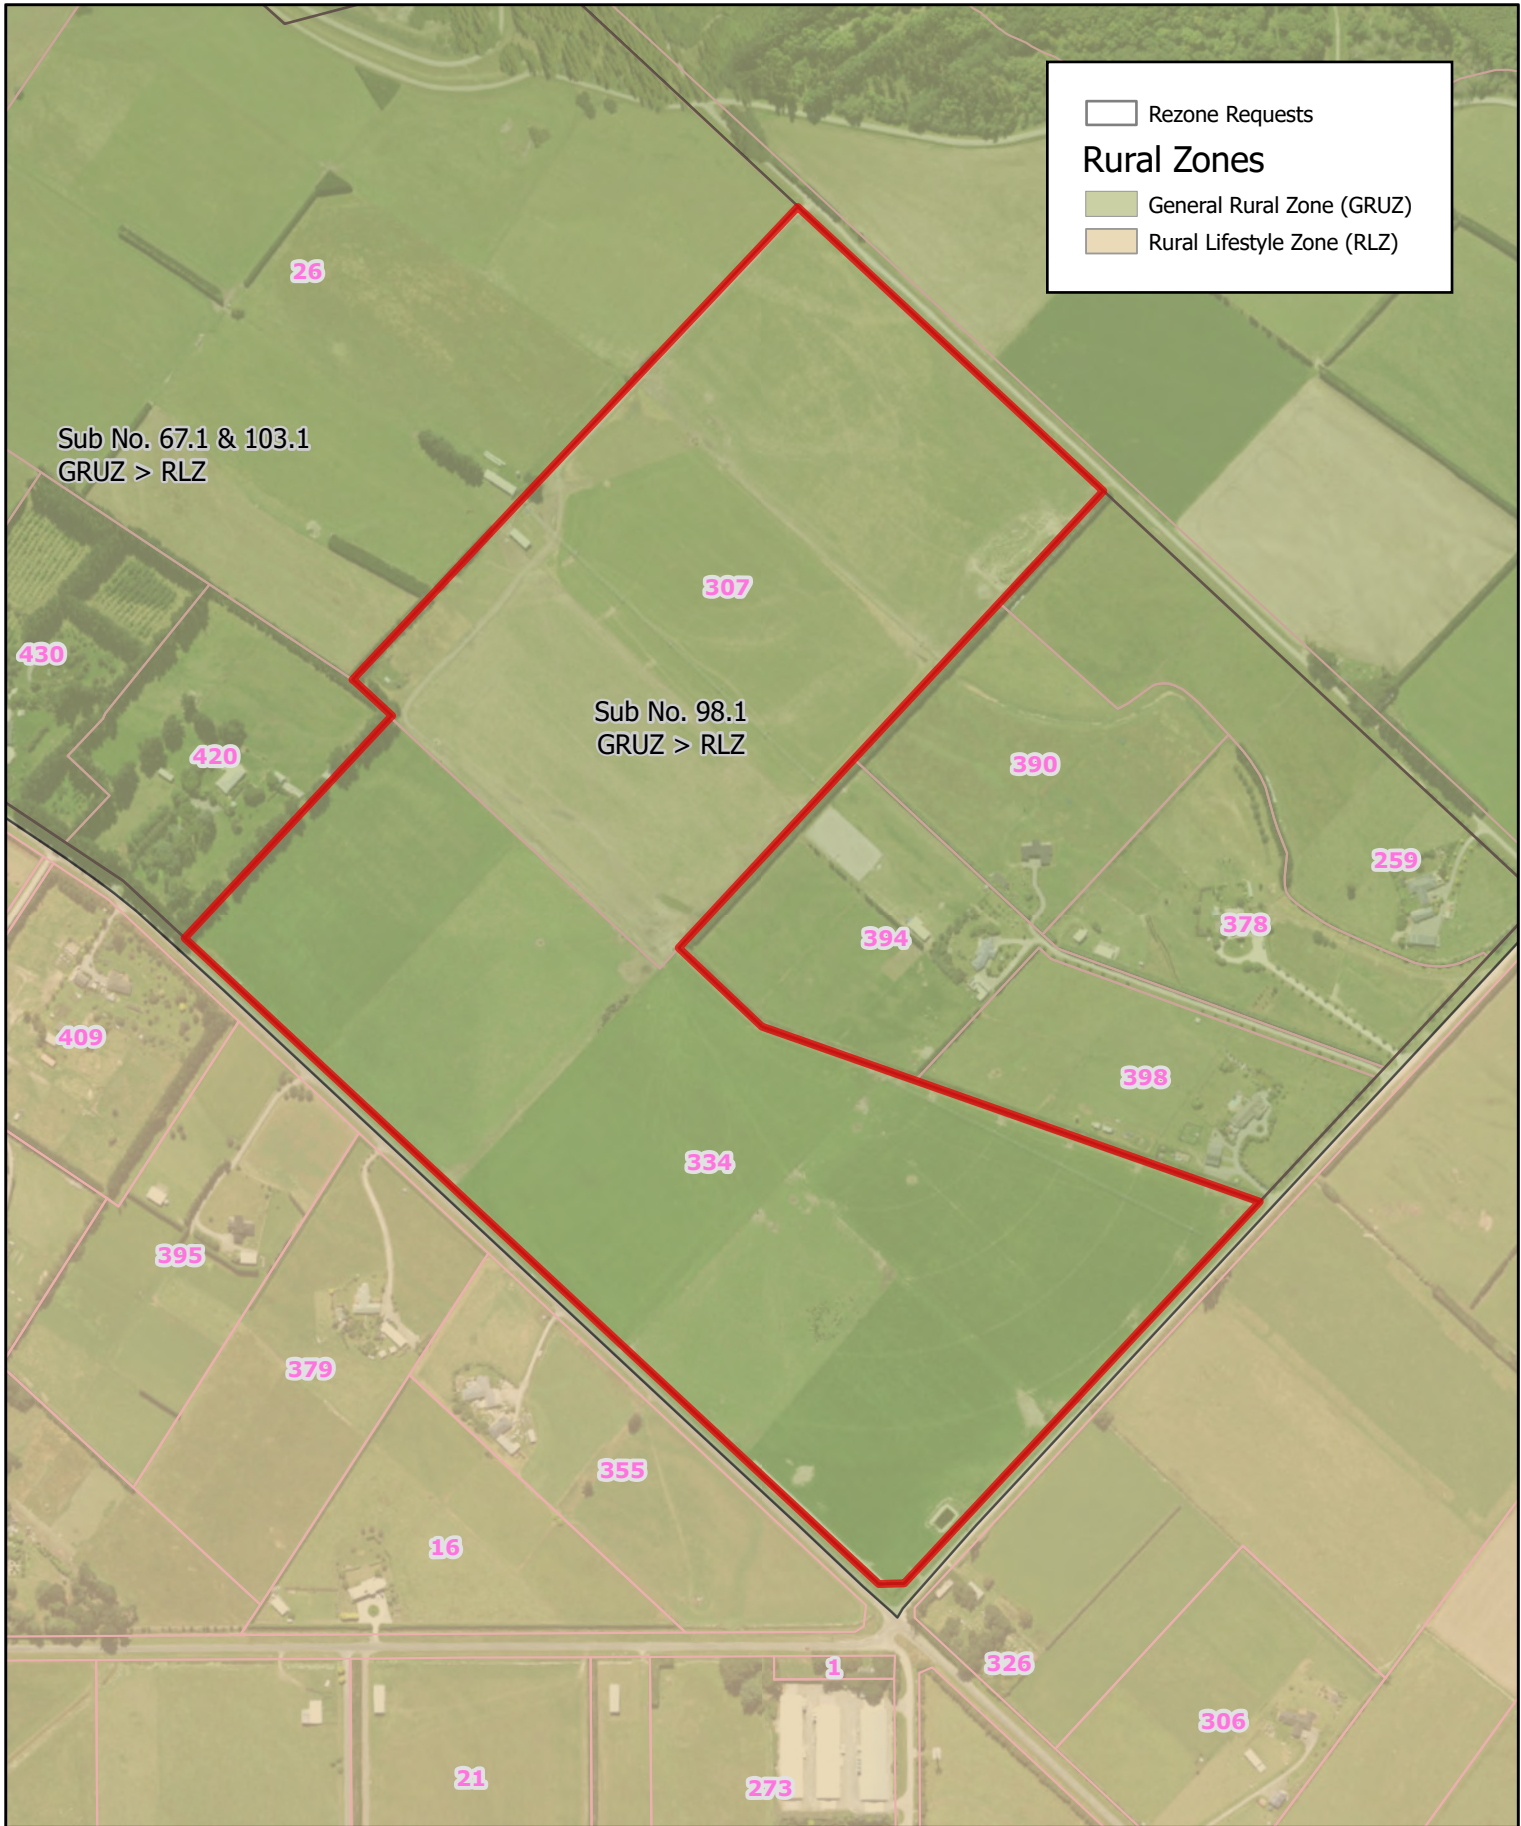 Rezone Requests
Rural Zones
General Rural Zone (GRUZ)
Rural Lifestyle Zone (RLZ)
26
Sub No. 67.1 & 103.1
GRUZ > RLZ
307
430
Sub No. 98.1
GRUZ > RLZ
420
390
259
378
394
409
398
334
395
379
355
16
326
1
306
21
273